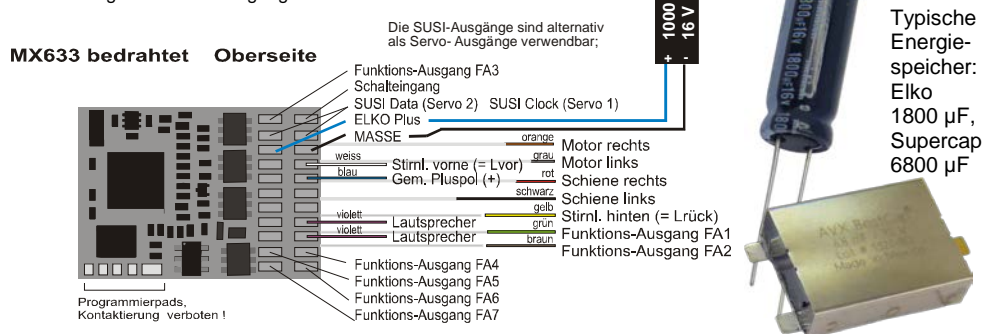 Die SUSI-Ausgänge sind alternativ
als Servo- Ausgänge verwendbar;
+ 1000
- 16 V
MX633 bedrahtet Oberseite
Funktions-Ausgang FA3
Schalteingang
SUSI Data (Servo 2) SUSI Clock (Servo 1)
ELKO Plus
MASSE
orange
Motor rechts
weiss
Stirnl. vorne (= Lvor)
grau
Motor links
blau
Gem. Pluspol (+)
rot
Schiene rechts
schwarz
Schiene links
gelb
Stirnl. hinten (= Lrück)
violett
Lautsprecher
grün
Funktions-Ausgang FA1
violett
Lautsprecher
braun
Funktions-Ausgang FA2
Funktions-Ausgang FA4
Funktions-Ausgang FA5
Funktions-Ausgang FA6
Funktions-Ausgang FA7
Programmierpads,
Kontaktierung verboten !
Typische
Energie-
speicher:
Elko
1800 µF,
Supercap
6800 µF
1800µF16v